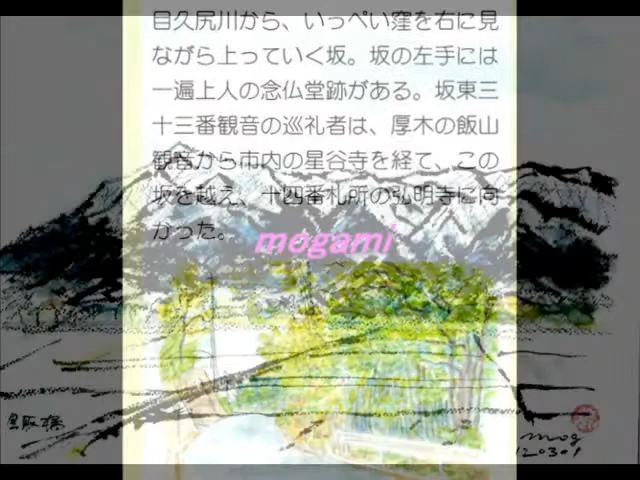 目久尻川から、いっぺい窪を右に見
ながら上っていく坂。坂の左手には
一遍上人の念仏堂跡がある。坂東三
十三番観音の巡礼者は、厚木の飯山
観音から市内の星谷寺を経て、この
坂を越え、十四番札所の弘明寺に向
かった。
mogami
mog
120301